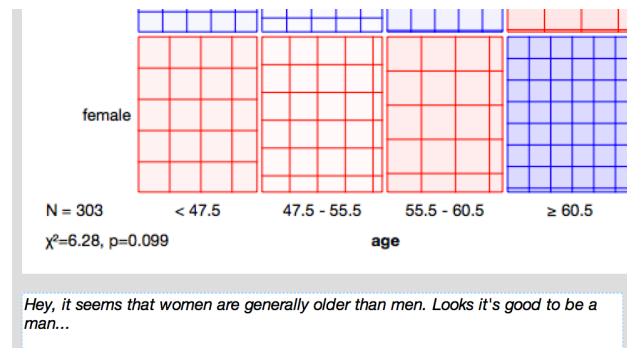 female
N = 303
< 47.5
47.5 - 55.5
55.5 - 60.5
≥ 60.5
χ²=6.28, p=0.099
age
Hey, it seems that women are generally older than men. Looks it's good to be a
man...